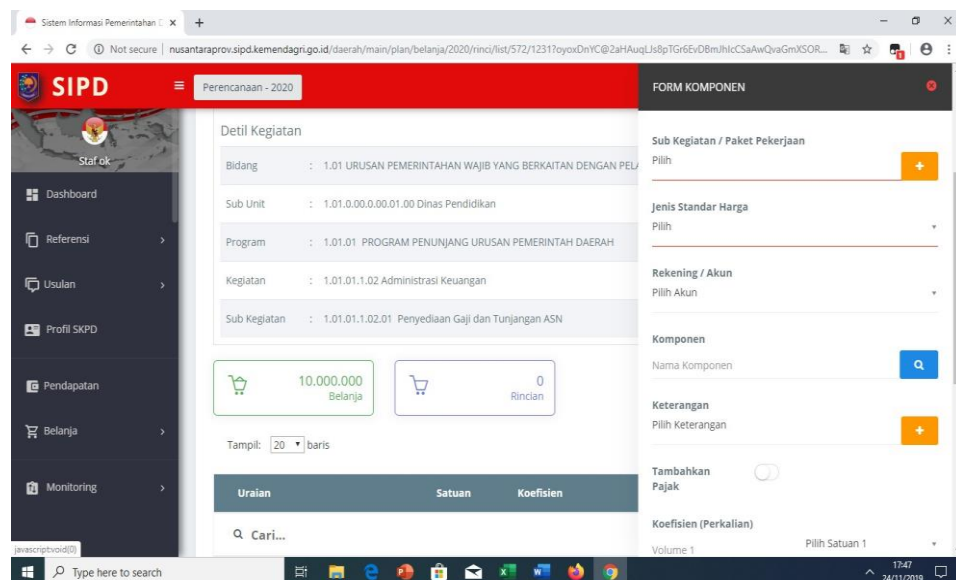 Sistem Informasi Pemerintahan D
Not secure | nusantaraprov.sipd.kemendagri.go.id/daerah/main/plan/belanja/2020/rinci/list/572/1231?
SIPD
Perencanaan - 2020
FORM KOMPONEN
Staf ok
Dashboard
Referensi
Usulan
Profil SKPD
Pendapatan
Belanja
Monitoring
Detil Kegiatan
Bidang : 1.01 URUSAN PEMERINTAHAN WAJIB YANG BERKAITAN DENGAN PELA
Sub Unit : 1.01.0.00.0.00.01.00 Dinas Pendidikan
Program : 1.01.01 PROGRAM PENUNJANG URUSAN PEMERINTAH DAERAH
Kegiatan : 1.01.01.1.02 Administrasi Keuangan
Sub Kegiatan : 1.01.01.1.02.01 Penyediaan Gaji dan Tunjangan ASN
10.000.000
Belanja
0
Rincian
Tampil: 20 baris
Uraian Satuan Koefisien
Cari...
Sub Kegiatan / Paket Pekerjaan
Pilih
Jenis Standar Harga
Pilih
Rekening / Akun
Pilih Akun
Komponen
Nama Komponen
Keterangan
Pilih Keterangan
Tambahkan
Pajak
Koefisien (Perkalian)
Volume 1 Pilih Satuan 1
javascript:void(0)
Type here to search
17:47
24/11/2019